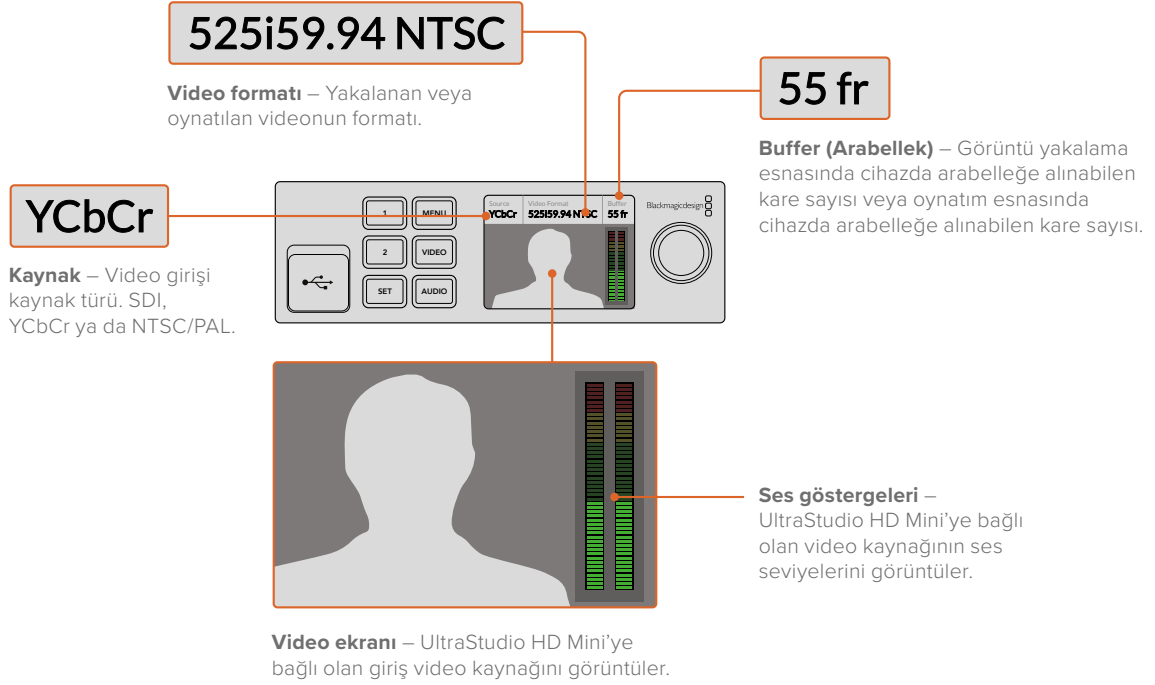 525i59.94 NTSC
Video formatı – Yakalanan veya
oynatılan videonun formatı.
55 fr
Buffer (Arabellek) – Görüntü yakalama
esnasında cihazda arabelleğe alınabilen
kare sayısı veya oynatım esnasında
cihazda arabelleğe alınabilen kare sayısı.
YCbCr
Kaynak – Video girişi
kaynak türü. SDI,
YCbCr ya da NTSC/PAL.
1 MENU
2 VIDEO
SET AUDIO
Source Video Format Buffer
YCbCr 525I59.94 NTSC 55 fr
Blackmagicdesign
Ses göstergeleri –
UltraStudio HD Mini’ye bağlı
olan video kaynağının ses
seviyelerini görüntüler.
Video ekranı – UltraStudio HD Mini’ye
bağlı olan giriş video kaynağını görüntüler.